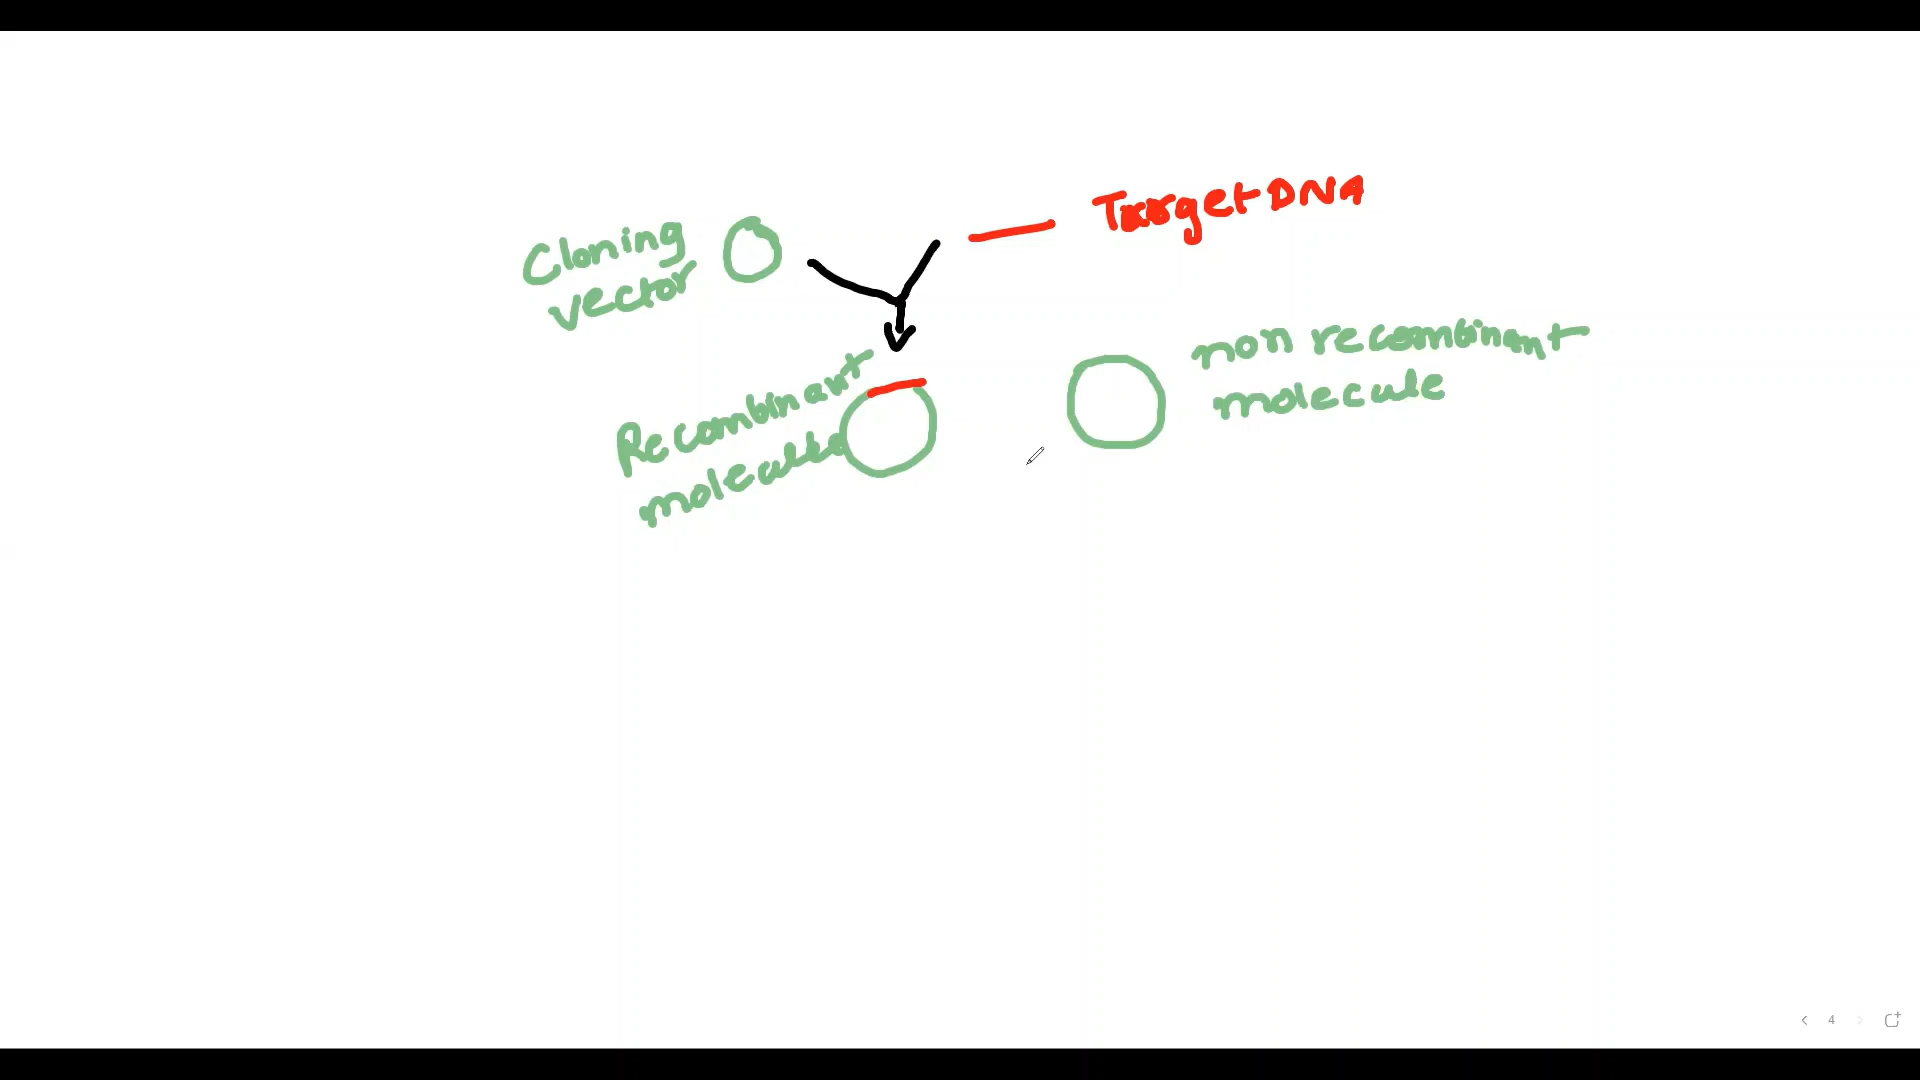 Target DNA
Cloning
vector
non recombinant
molecule
Recombinant
molecule
4